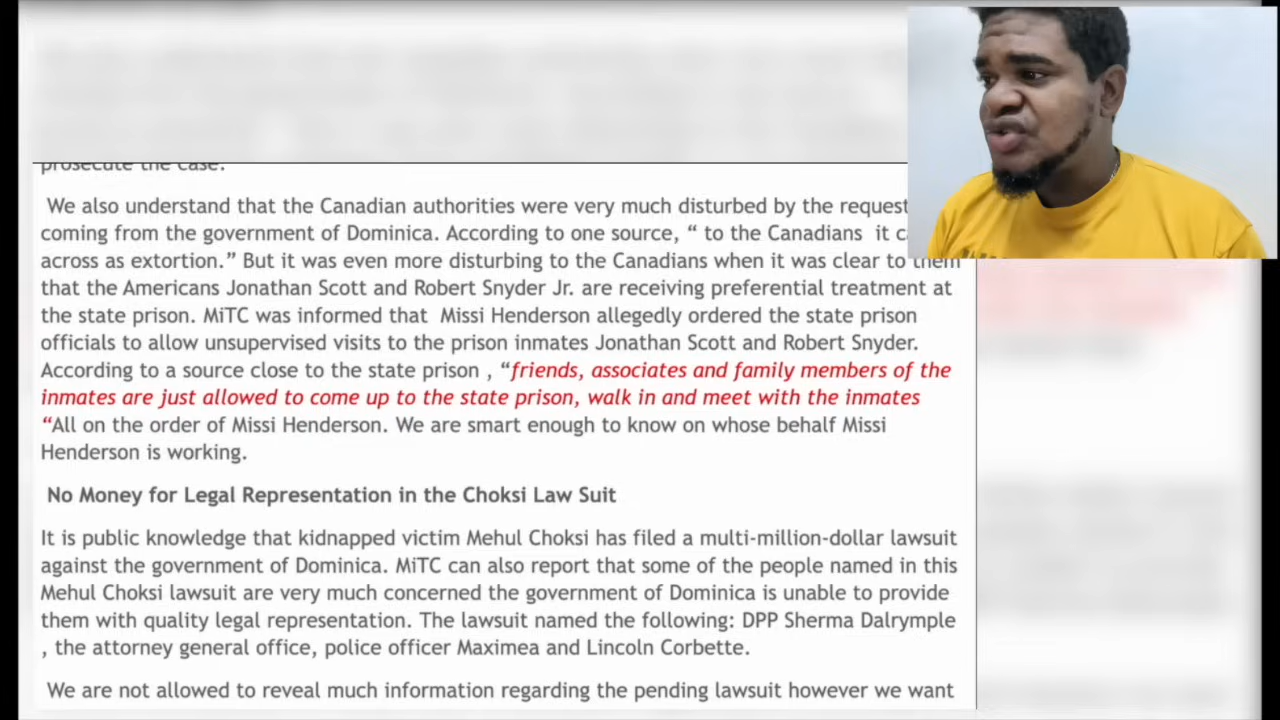 prosecute the case.
We also understand that the Canadian authorities were very much disturbed by the request
coming from the government of Dominica. According to one source, “ to the Canadians it
across as extortion.” But it was even more disturbing to the Canadians when it was clear to them
that the Americans Jonathan Scott and Robert Snyder Jr. are receiving preferential treatment at
the state prison. MiTC was informed that Missi Henderson allegedly ordered the state prison
officials to allow unsupervised visits to the prison inmates Jonathan Scott and Robert Snyder.
According to a source close to the state prison , “friends, associates and family members of the
inmates are just allowed to come up to the state prison, walk in and meet with the inmates
“All on the order of Missi Henderson. We are smart enough to know on whose behalf Missi
Henderson is working.
No Money for Legal Representation in the Choksi Law Suit
It is public knowledge that kidnapped victim Mehul Choksi has filed a multi-million-dollar lawsuit
against the government of Dominica. MiTC can also report that some of the people named in this
Mehul Choksi lawsuit are very much concerned the government of Dominica is unable to provide
them with quality legal representation. The lawsuit named the following: DPP Sherma Dalrymple
, the attorney general office, police officer Maximea and Lincoln Corbette.
We are not allowed to reveal much information regarding the pending lawsuit however we want